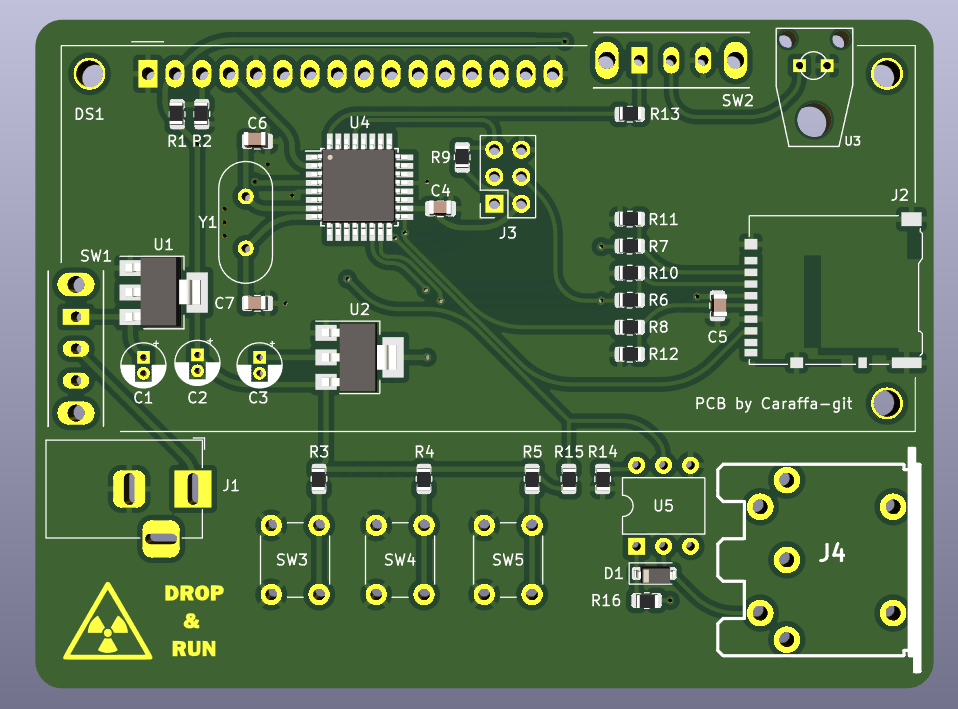 DS1
R1 R2
C6
U4
R9
C4
J3
R13
SW2
U3
J2
Y1
SW1
U1
C7
U2
R11
R7
R10
R6
R8
R12
C5
C1
C2
C3
PCB by Caraffa-git
J1
R3
R4
R5
R15
R14
U5
SW3
SW4
SW5
D1
R16
J4
DROP
&
RUN